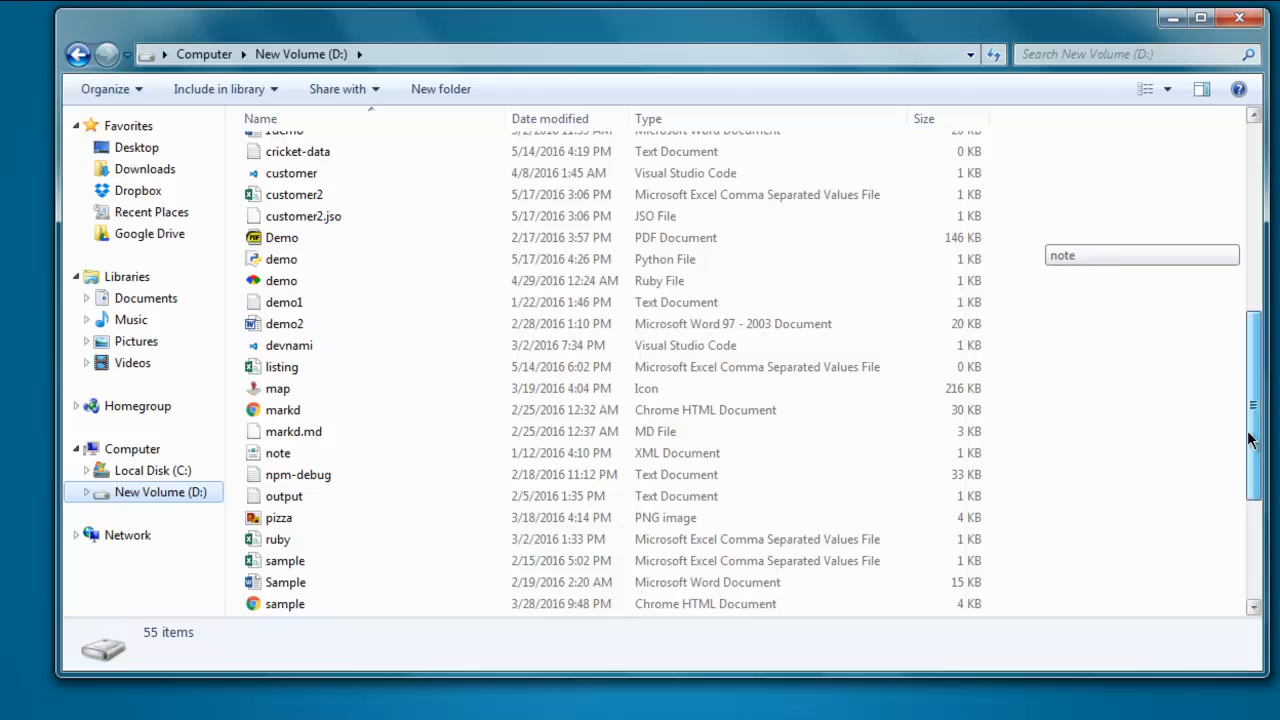 Computer New Volume (D:)
Search New Volume (D:)
Organize Include in library Share with New folder
Favorites
Desktop
Downloads
Dropbox
Recent Places
Google Drive
Libraries
Documents
Music
Pictures
Videos
Homegroup
Computer
Local Disk (C:)
New Volume (D:)
Network
Name Date modified Type Size
1demo 3/2/2016 11:53 AM Microsoft Word Document 20 KB
cricket-data 5/14/2016 4:19 PM Text Document 0 KB
customer 4/8/2016 1:45 AM Visual Studio Code 1 KB
customer2 5/17/2016 3:06 PM Microsoft Excel Comma Separated Values File 1 KB
customer2.jso 5/17/2016 3:06 PM JSO File 1 KB
Demo 2/17/2016 3:57 PM PDF Document 146 KB
demo 5/17/2016 4:26 PM Python File 1 KB
demo 4/29/2016 12:24 AM Ruby File 1 KB
demo1 1/22/2016 1:46 PM Text Document 1 KB
demo2 2/28/2016 1:10 PM Microsoft Word 97 - 2003 Document 20 KB
devnami 3/2/2016 7:34 PM Visual Studio Code 1 KB
listing 5/14/2016 6:02 PM Microsoft Excel Comma Separated Values File 0 KB
map 3/19/2016 4:04 PM Icon 216 KB
markd 2/25/2016 12:32 AM Chrome HTML Document 30 KB
markd.md 2/25/2016 12:37 AM MD File 3 KB
note 1/12/2016 4:10 PM XML Document 1 KB
npm-debug 2/18/2016 11:12 PM Text Document 33 KB
output 2/5/2016 1:35 PM Text Document 1 KB
pizza 3/18/2016 4:14 PM PNG image 4 KB
ruby 3/2/2016 1:33 PM Microsoft Excel Comma Separated Values File 1 KB
sample 2/15/2016 5:02 PM Microsoft Excel Comma Separated Values File 1 KB
Sample 2/19/2016 2:20 AM Microsoft Word Document 15 KB
sample 3/28/2016 9:48 PM Chrome HTML Document 4 KB
note
55 items